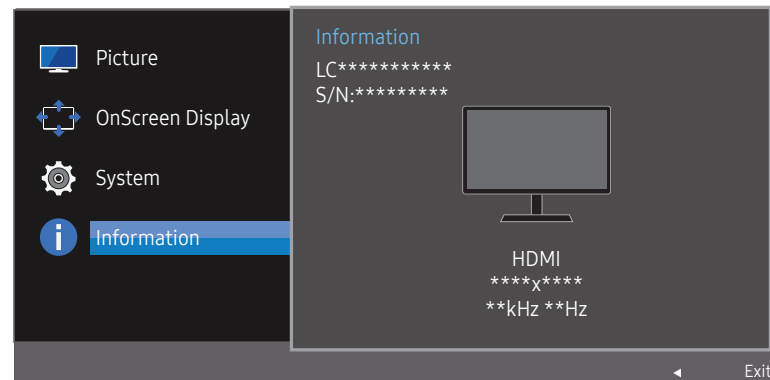 Picture
OnScreen Display
System
Information
Information
LC***********
S/N:*********
HDMI
****x****
**kHz **Hz
Exit